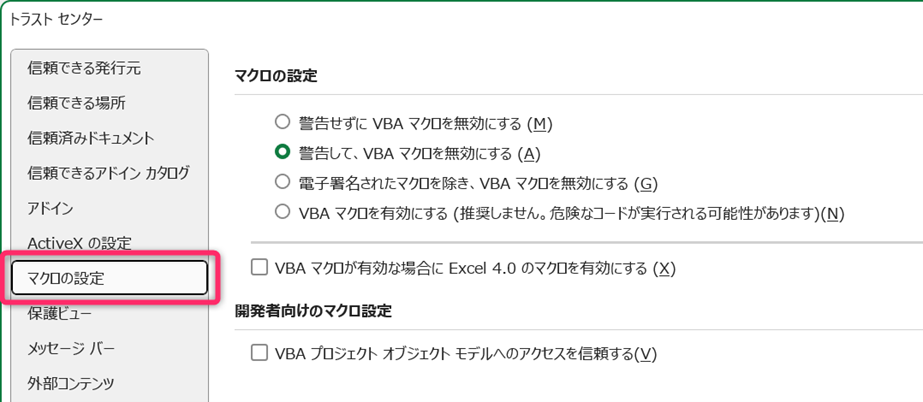 トラスト センター
信頼できる発行元
信頼できる場所
信頼済みドキュメント
信頼できるアドイン カタログ
アドイン
ActiveX の設定
マクロの設定
保護ビュー
メッセージ バー
外部コンテンツ
マクロの設定
警告せずに VBA マクロを無効にする (M)
警告して、VBA マクロを無効にする (A)
電子署名されたマクロを除き、VBA マクロを無効にする (G)
VBA マクロを有効にする (推奨しません。危険なコードが実行される可能性があります)(N)
VBA マクロが有効な場合に Excel 4.0 のマクロを有効にする (X)
開発者向けのマクロ設定
VBA プロジェクト オブジェクト モデルへのアクセスを信頼する(V)